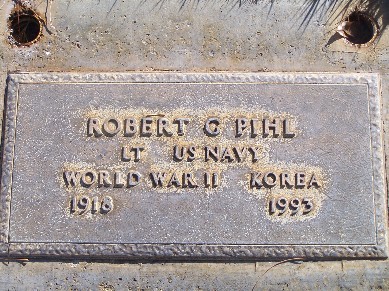 ROBERT G PIHL
LT US NAVY
WORLD WAR II KOREA
1918 1993